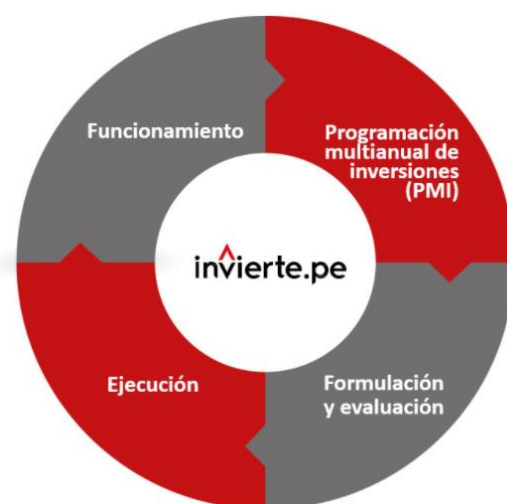 Funcionamiento
Programación
multianual de
inversiones
(PMI)
invierte.pe
Ejecución
Formulación
y evaluación